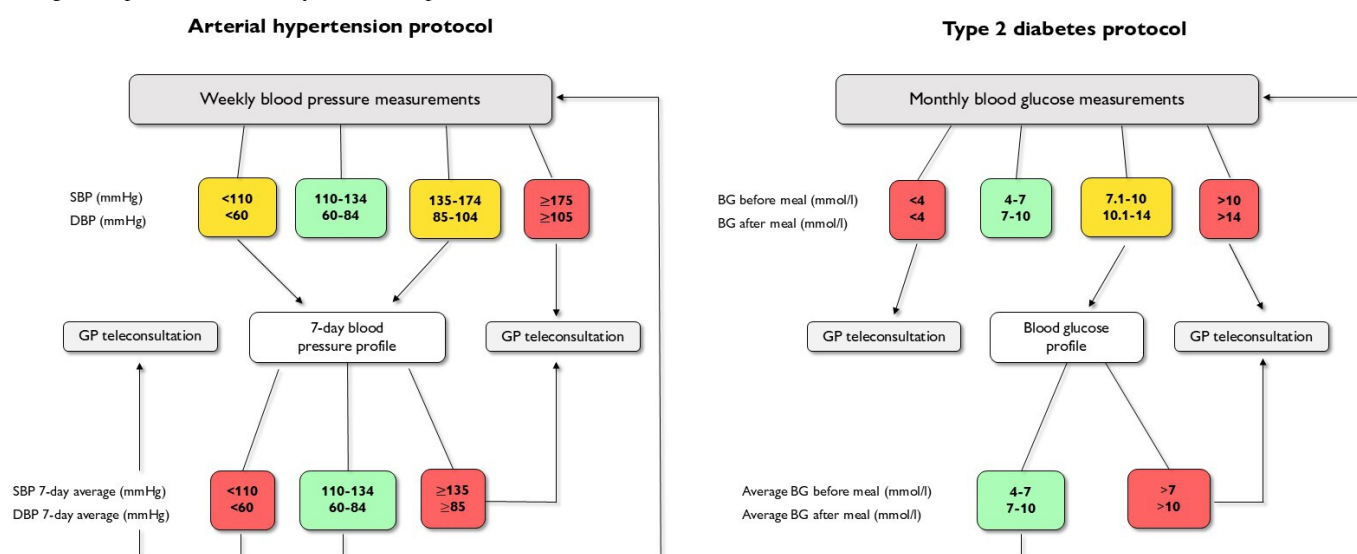 Arterial hypertension protocol
Weekly blood pressure measurements
SBP (mmHg)
DBP (mmHg)
<110
<60
110-134
60-84
135-174
85-104
≥175
≥105
GP teleconsultation
7-day blood
pressure profile
GP teleconsultation
SBP 7-day average (mmHg)
DBP 7-day average (mmHg)
<110
<60
110-134
60-84
≥135
≥85
Type 2 diabetes protocol
Monthly blood glucose measurements
BG before meal (mmol/l)
BG after meal (mmol/l)
<4
<4
4-7
7-10
7.1-10
10.1-14
>10
>14
GP teleconsultation
Blood glucose
profile
GP teleconsultation
Average BG before meal (mmol/l)
Average BG after meal (mmol/l)
4-7
7-10
>7
>10